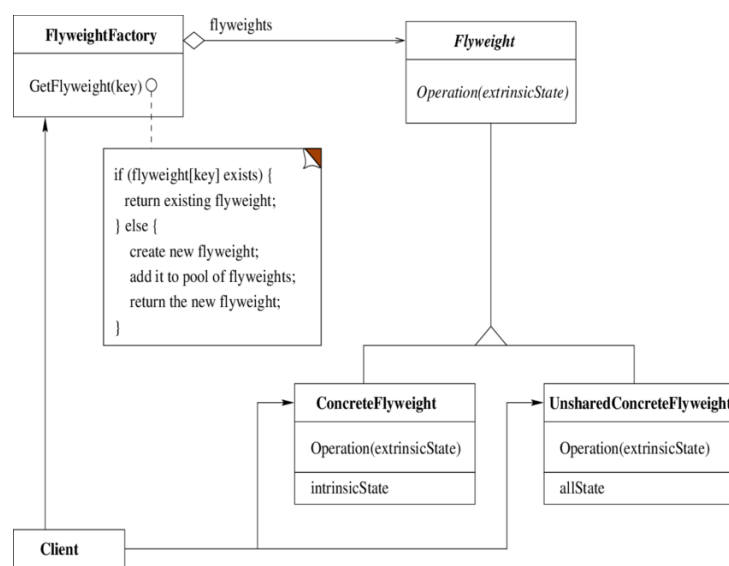 FlyweightFactory
flyweights
Flyweight
GetFlyweight(key)
Operation(extrinsicState)
if (flyweight[key] exists) {
return existing flyweight;
} else {
create new flyweight;
add it to pool of flyweights;
return the new flyweight;
}
ConcreteFlyweight
Operation(extrinsicState)
intrinsicState
UnsharedConcreteFlyweight
Operation(extrinsicState)
allState
Client